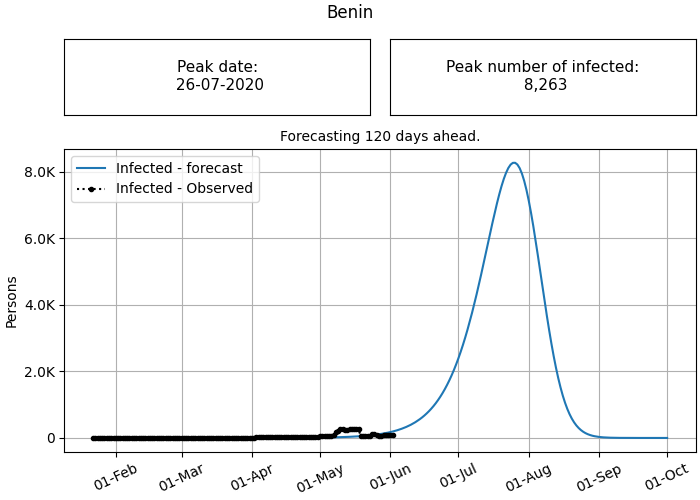 Benin
Peak date:
26-07-2020
Peak number of infected:
8,263
Forecasting 120 days ahead.
Infected - forecast
Infected - Observed
8.0K
6.0K
4.0K
2.0K
0
Persons
01-Feb
01-Mar
01-Apr
01-May
01-Jun
01-Jul
01-Aug
01-Sep
01-Oct